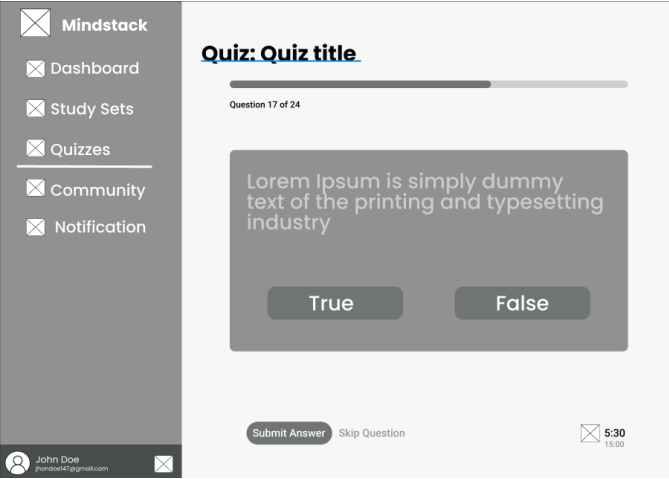 Mindstack
Dashboard
Study Sets
Quizzes
Community
Notification
John Doe
jhondoe147@gmail.com
Quiz: Quiz title
Question 17 of 24
Lorem Ipsum is simply dummy
text of the printing and typesetting
industry
True
False
Submit Answer
Skip Question
5:30
15:00